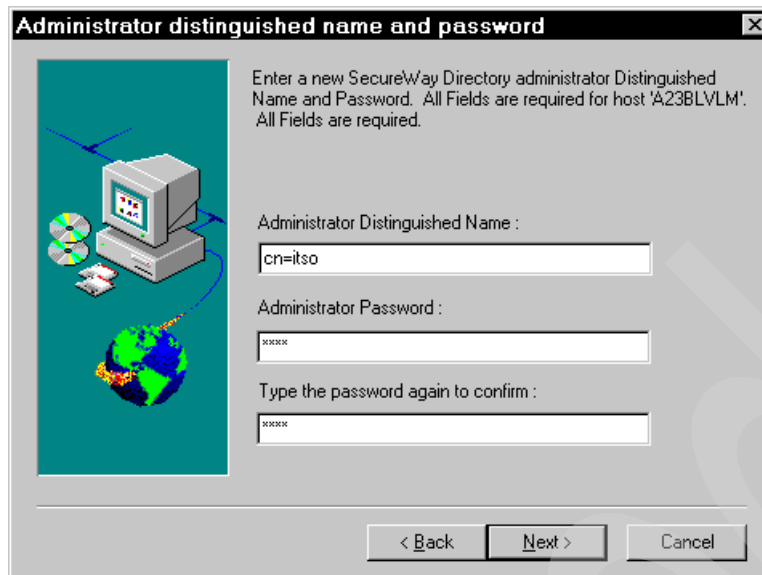 Administrator distinguished name and password
Enter a new SecureWay Directory administrator Distinguished
Name and Password. All Fields are required for host 'A23BLVLM'.
All Fields are required.
Administrator Distinguished Name :
cn=itso
Administrator Password :
****
Type the password again to confirm :
****
< Back
Next >
Cancel